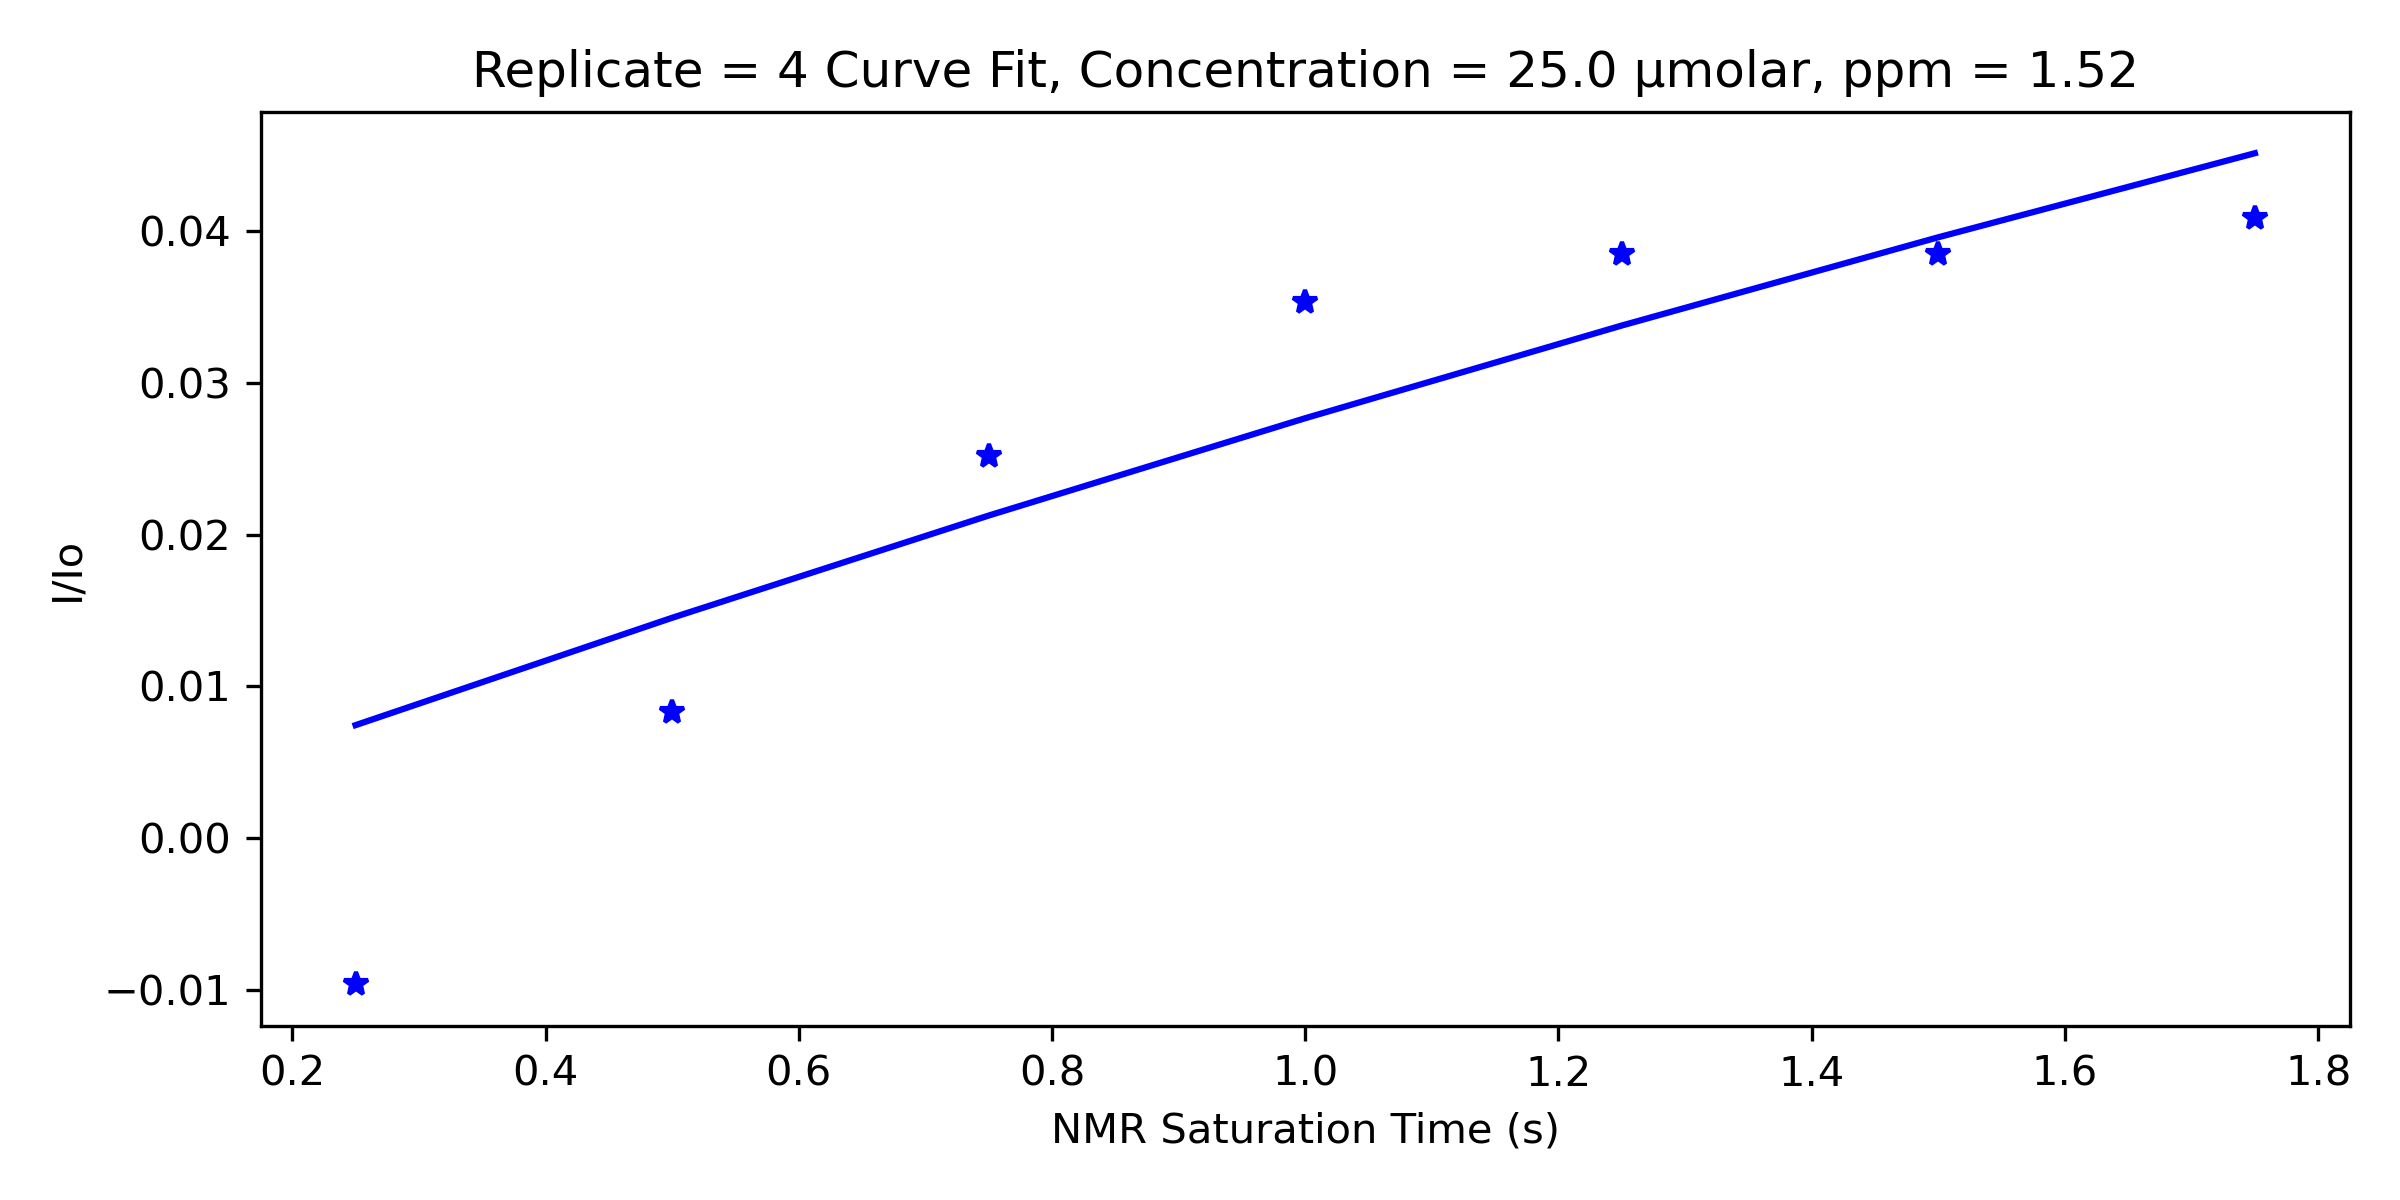 Replicate = 4 Curve Fit, Concentration = 25.0 µmolar, ppm = 1.52
I/Io
0.04
0.03
0.02
0.01
0.00
−0.01
0.2 0.4 0.6 0.8 1.0 1.2 1.4 1.6 1.8
NMR Saturation Time (s)